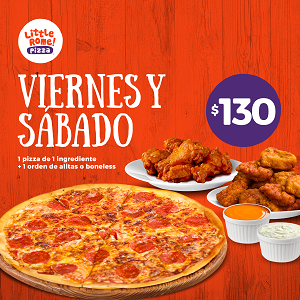 Little
Rome!
Pizza
VIERNES Y
SÁBADO
$130
1 pizza de 1 ingrediente
+ 1 orden de alitas o boneless